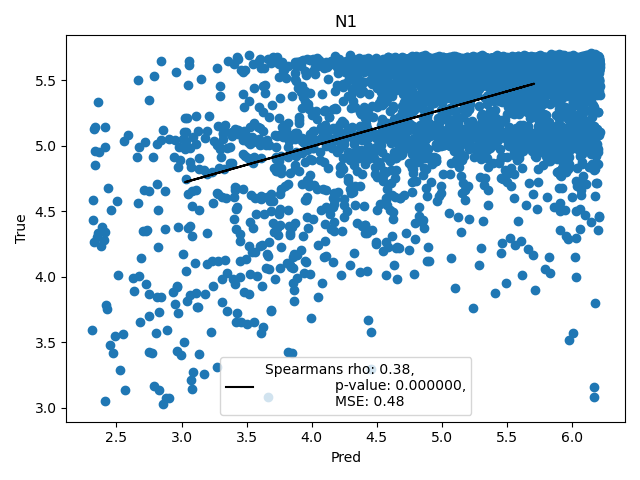 N1
True
5.5
5.0
4.5
4.0
3.5
3.0
Spearmans rho: 0.38,
p-value: 0.000000,
MSE: 0.48
2.5 3.0 3.5 4.0 4.5 5.0 5.5 6.0
Pred